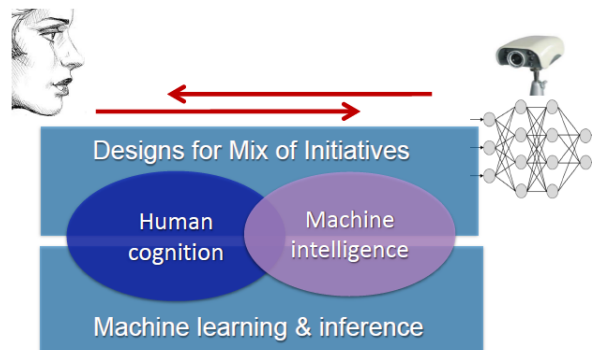 Designs for Mix of Initiatives
Human
cognition
Machine
intelligence
Machine learning & inference